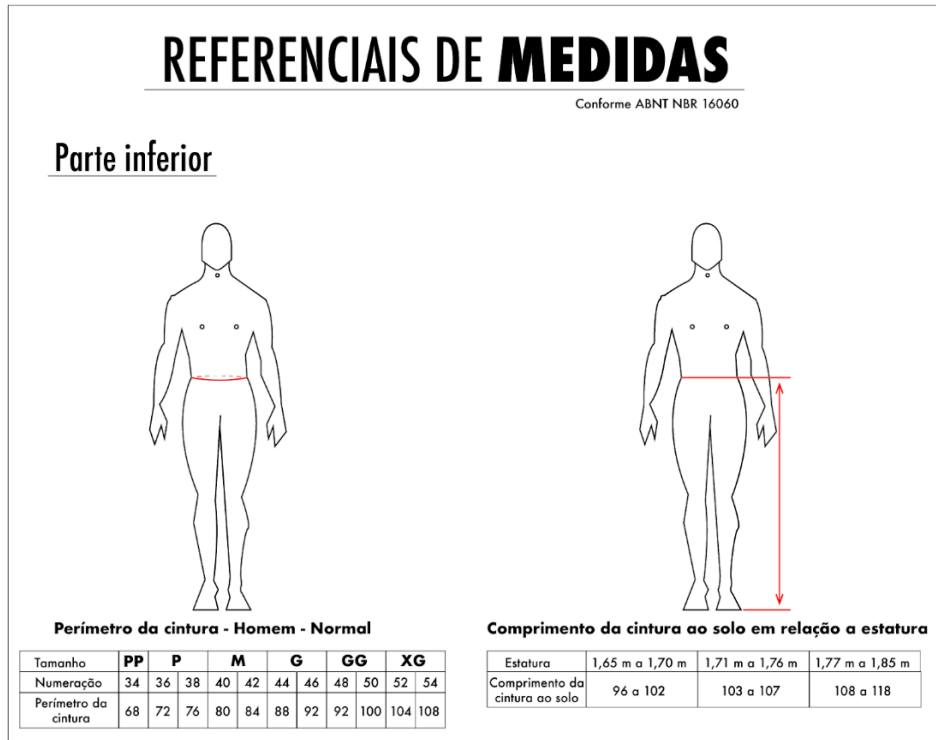 REFERENCIAIS DE MEDIDAS
Conforme ABNT NBR 16060
Parte inferior
Perímetro da cintura - Homem - Normal
Tamanho PP P M G GG XG
Numeração 34 36 38 40 42 44 46 48 50 52 54
Perímetro da cintura 68 72 76 80 84 88 92 92 100 104 108
Comprimento da cintura ao solo em relação a estatura
Estatura 1,65 m a 1,70 m 1,71 m a 1,76 m 1,77 m a 1,85 m
Comprimento da cintura ao solo 96 a 102 103 a 107 108 a 118